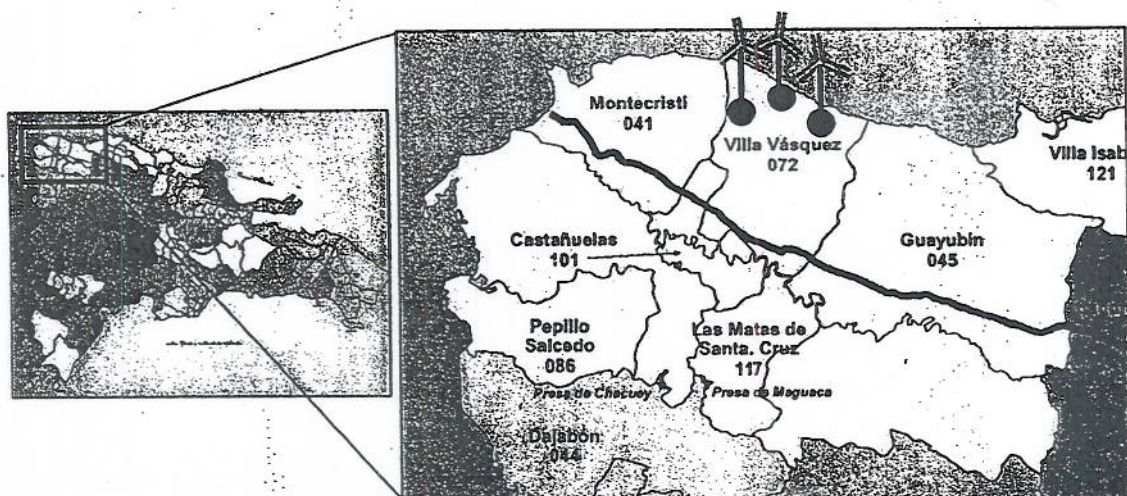 Montecristi
041
Villa Vásquez
072
Villa Isab
121
Castañuelas
101
Guayubín
045
Pepillo
Salcedo
086
Las Matas de
Santa. Cruz
117
Presa de Chacuey
Presa de Maguaca
Dajabón
044